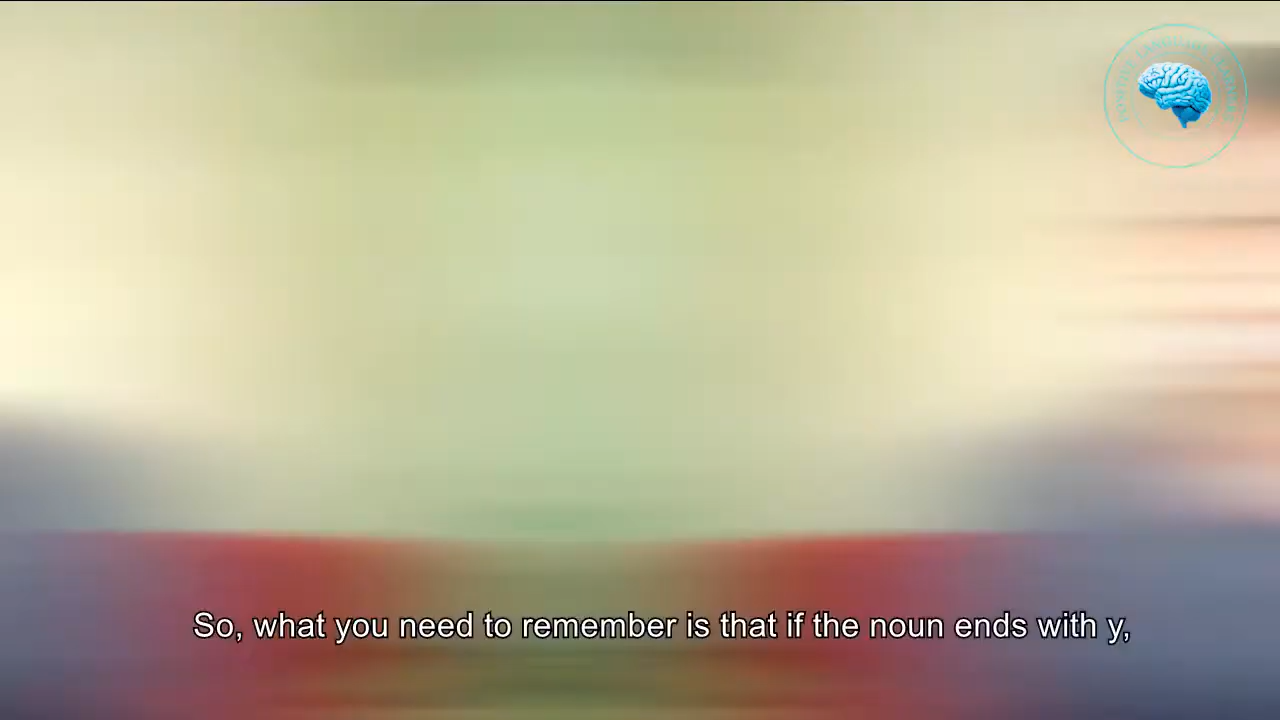 So, what you need to remember is that if the noun ends with y,